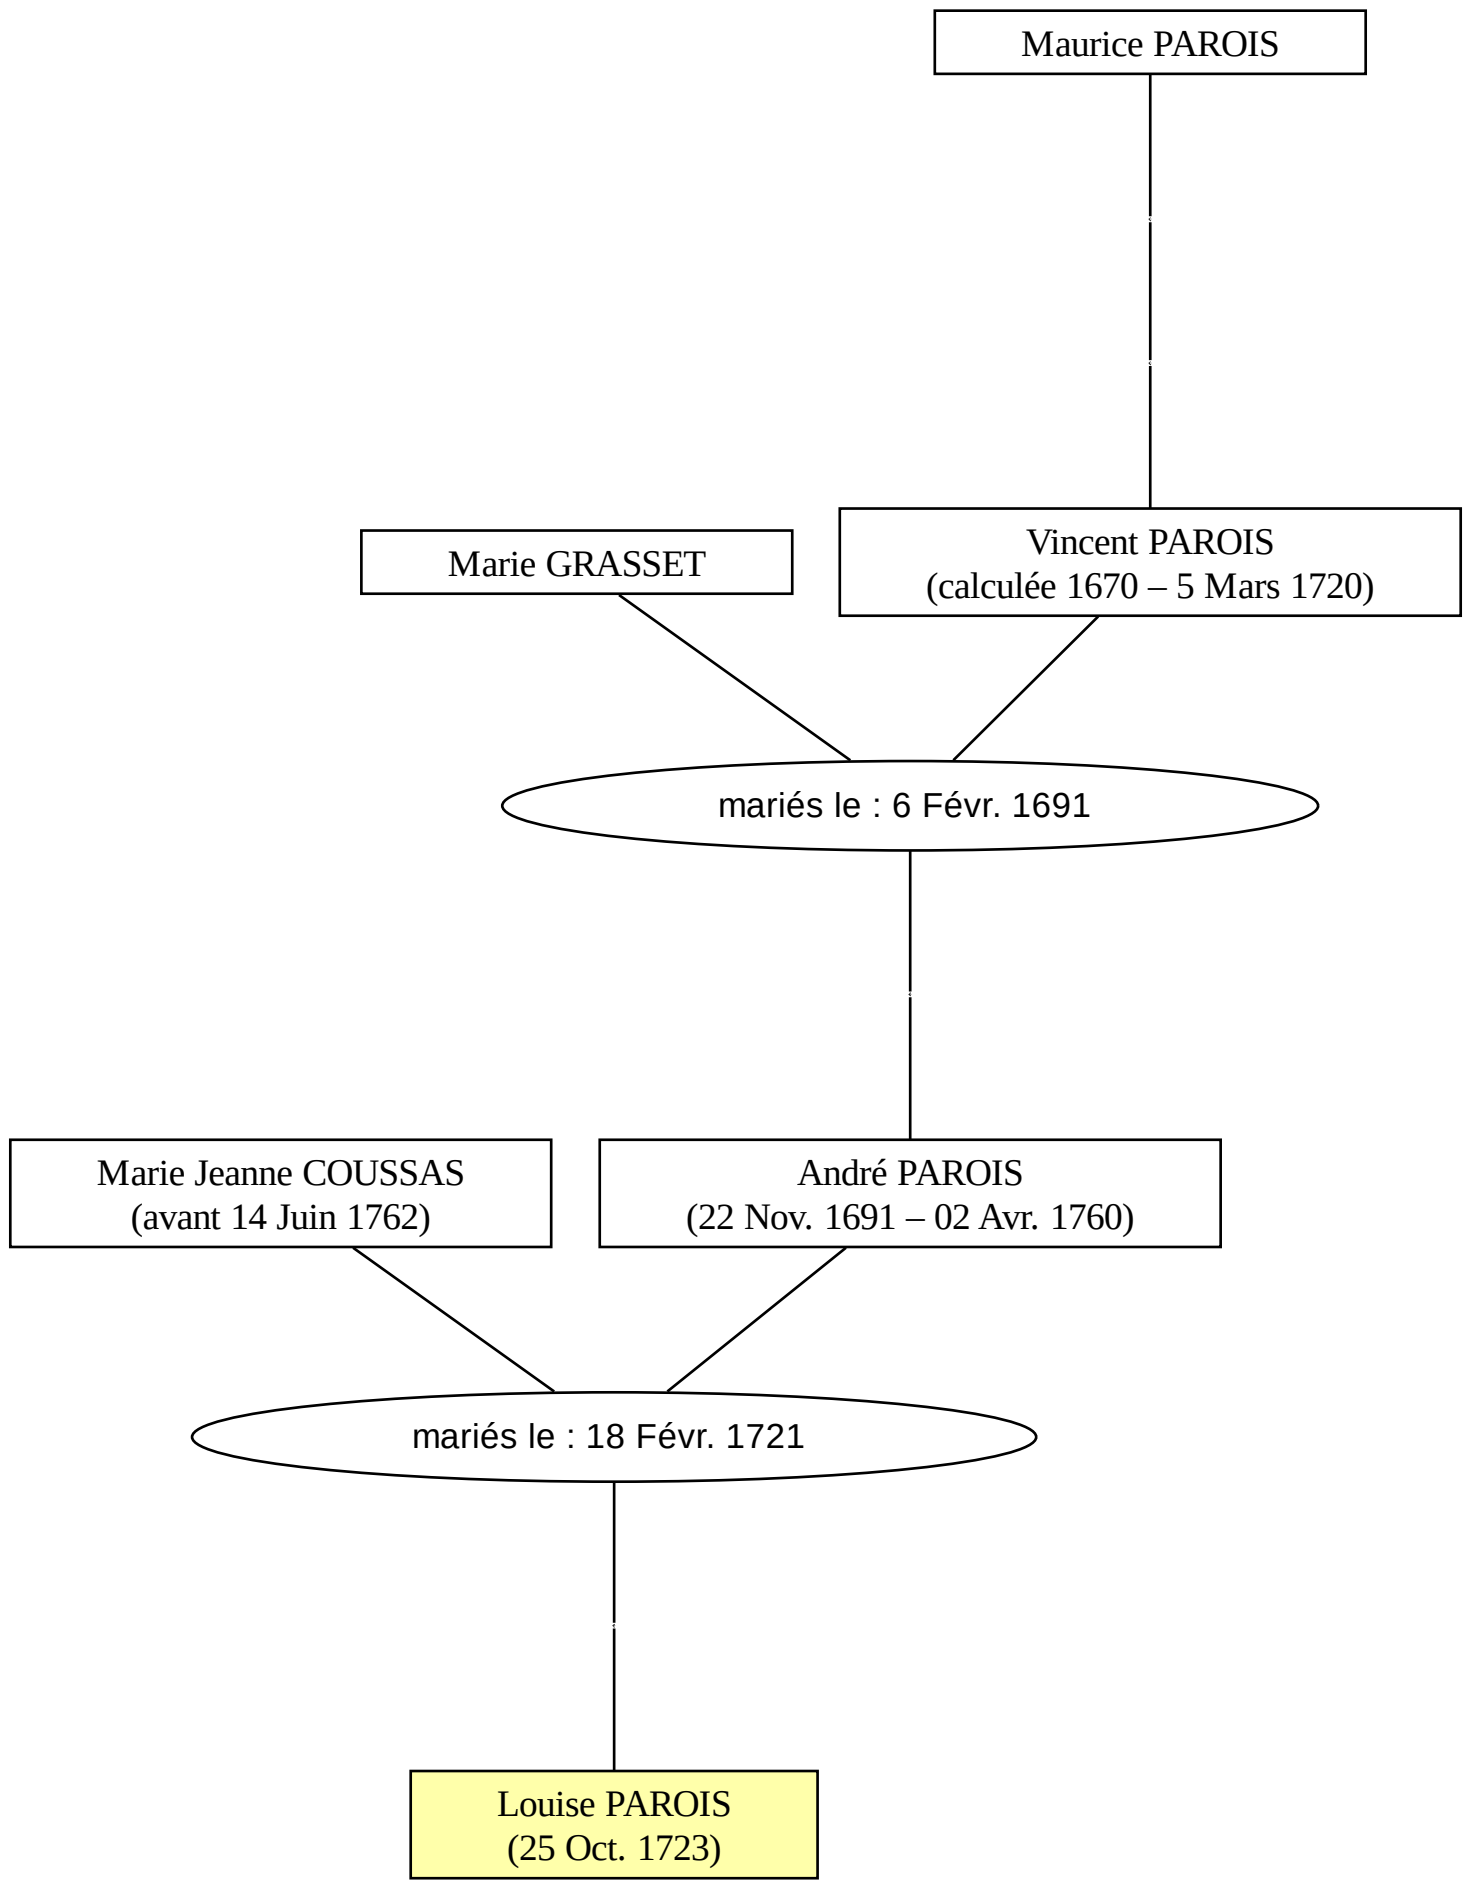 Maurice PAROIS
Marie GRASSET
Vincent PAROIS
(calculée 1670 – 5 Mars 1720)
mariés le : 6 Févr. 1691
Marie Jeanne COUSSAS
(avant 14 Juin 1762)
André PAROIS
(22 Nov. 1691 – 02 Avr. 1760)
mariés le : 18 Févr. 1721
Louise PAROIS
(25 Oct. 1723)